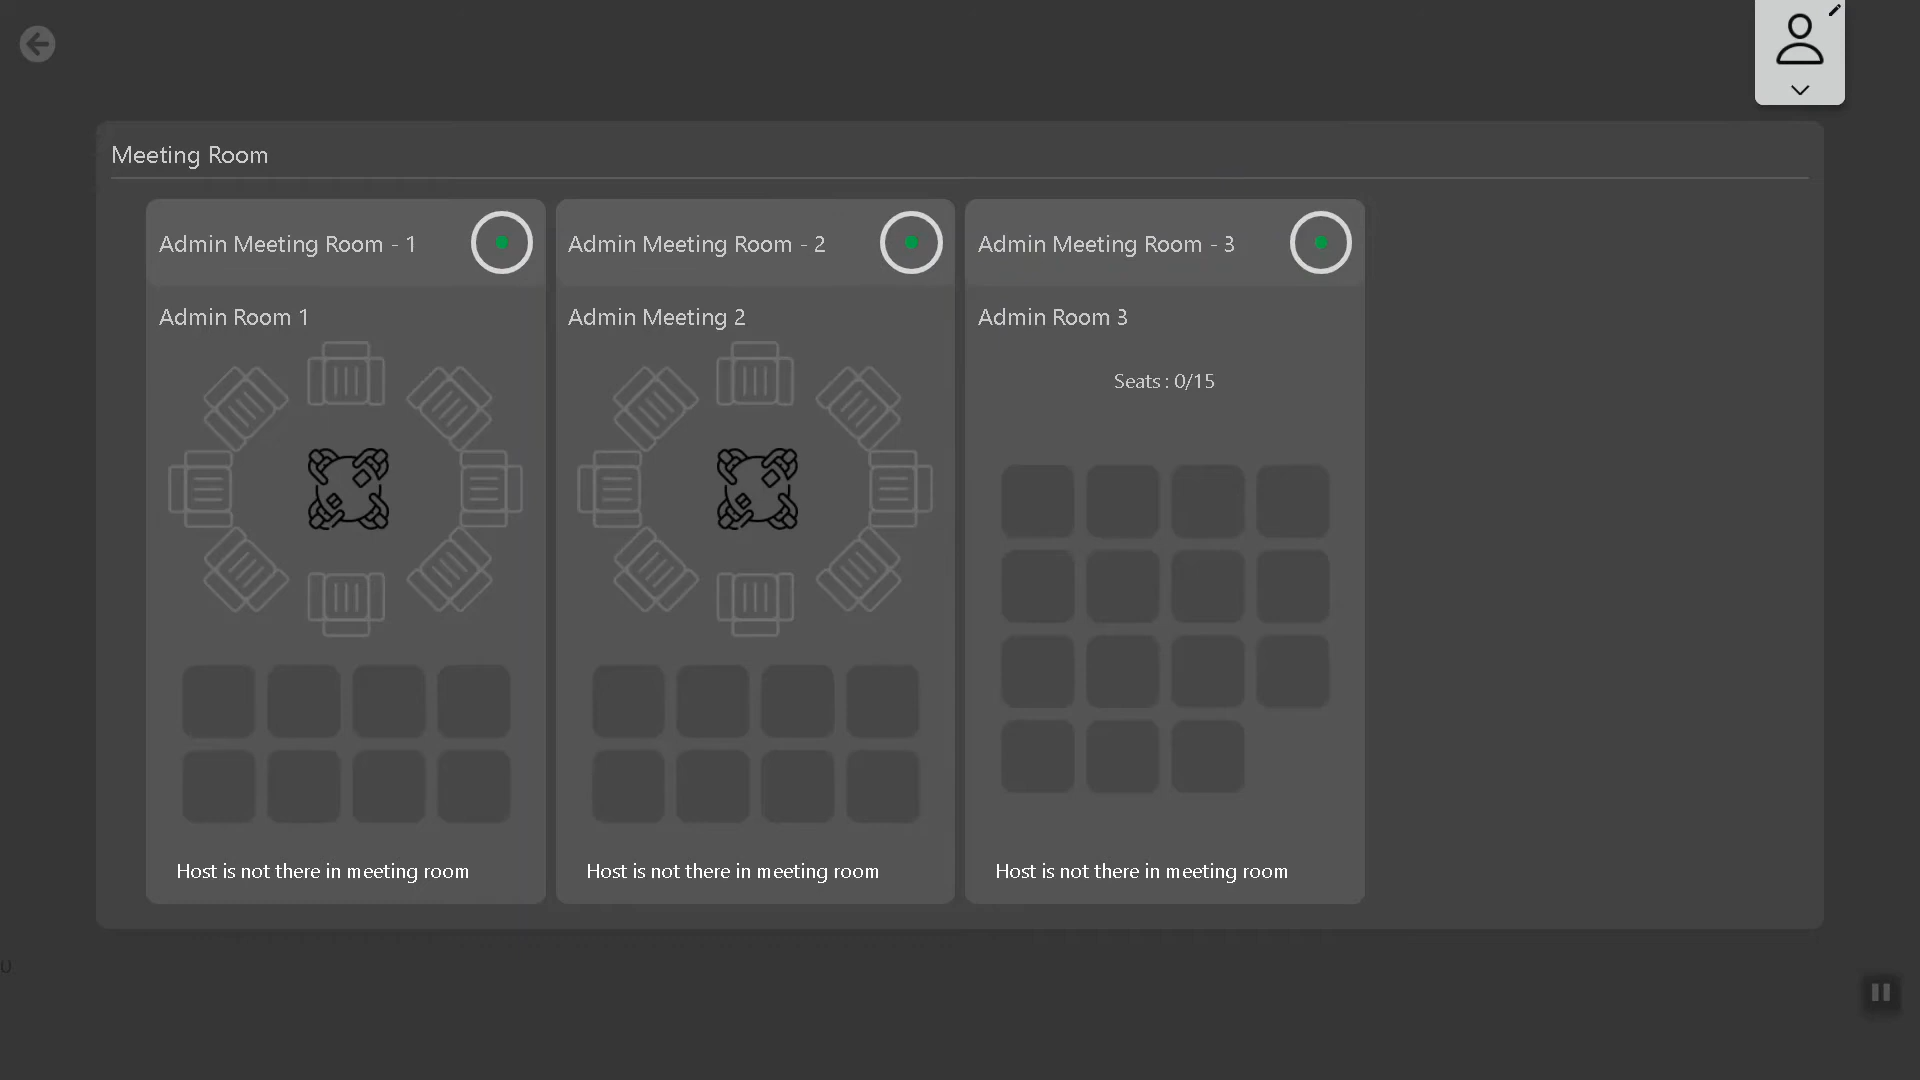 Meeting Room
Admin Meeting Room - 1
Admin Room 1
Host is not there in meeting room
Admin Meeting Room - 2
Admin Meeting 2
Host is not there in meeting room
Admin Meeting Room - 3
Admin Room 3
Seats : 0/15
Host is not there in meeting room
U